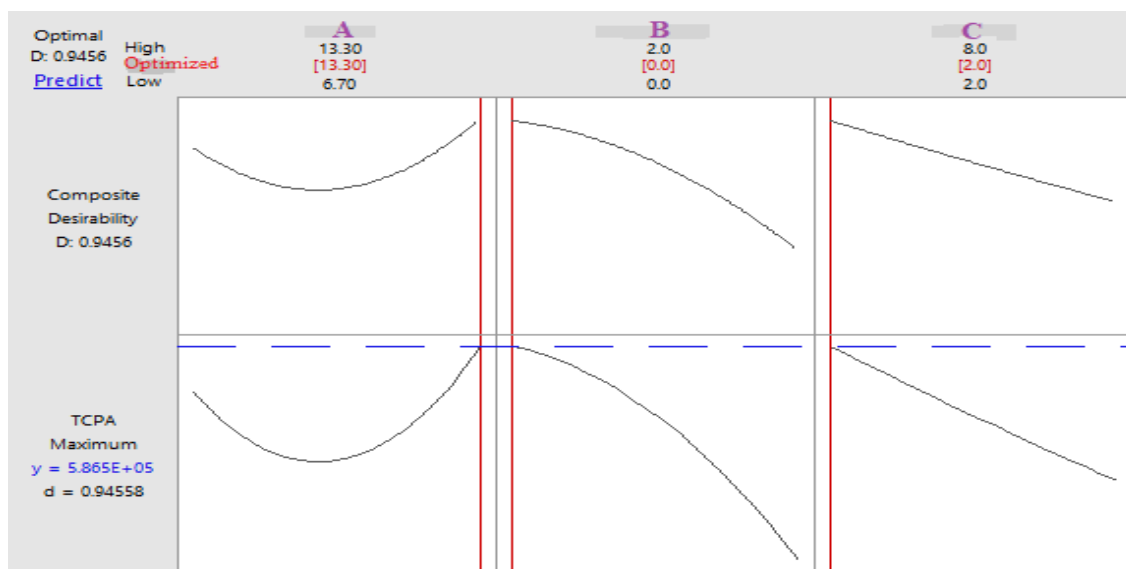 Optimal
D: 0.9456
Predict
High
Optimized
Low
A
13.30
[13.30]
6.70
B
2.0
[0.0]
0.0
C
8.0
[2.0]
2.0
Composite
Desirability
D: 0.9456
TCPA
Maximum
y = 5.865E+05
d = 0.94558